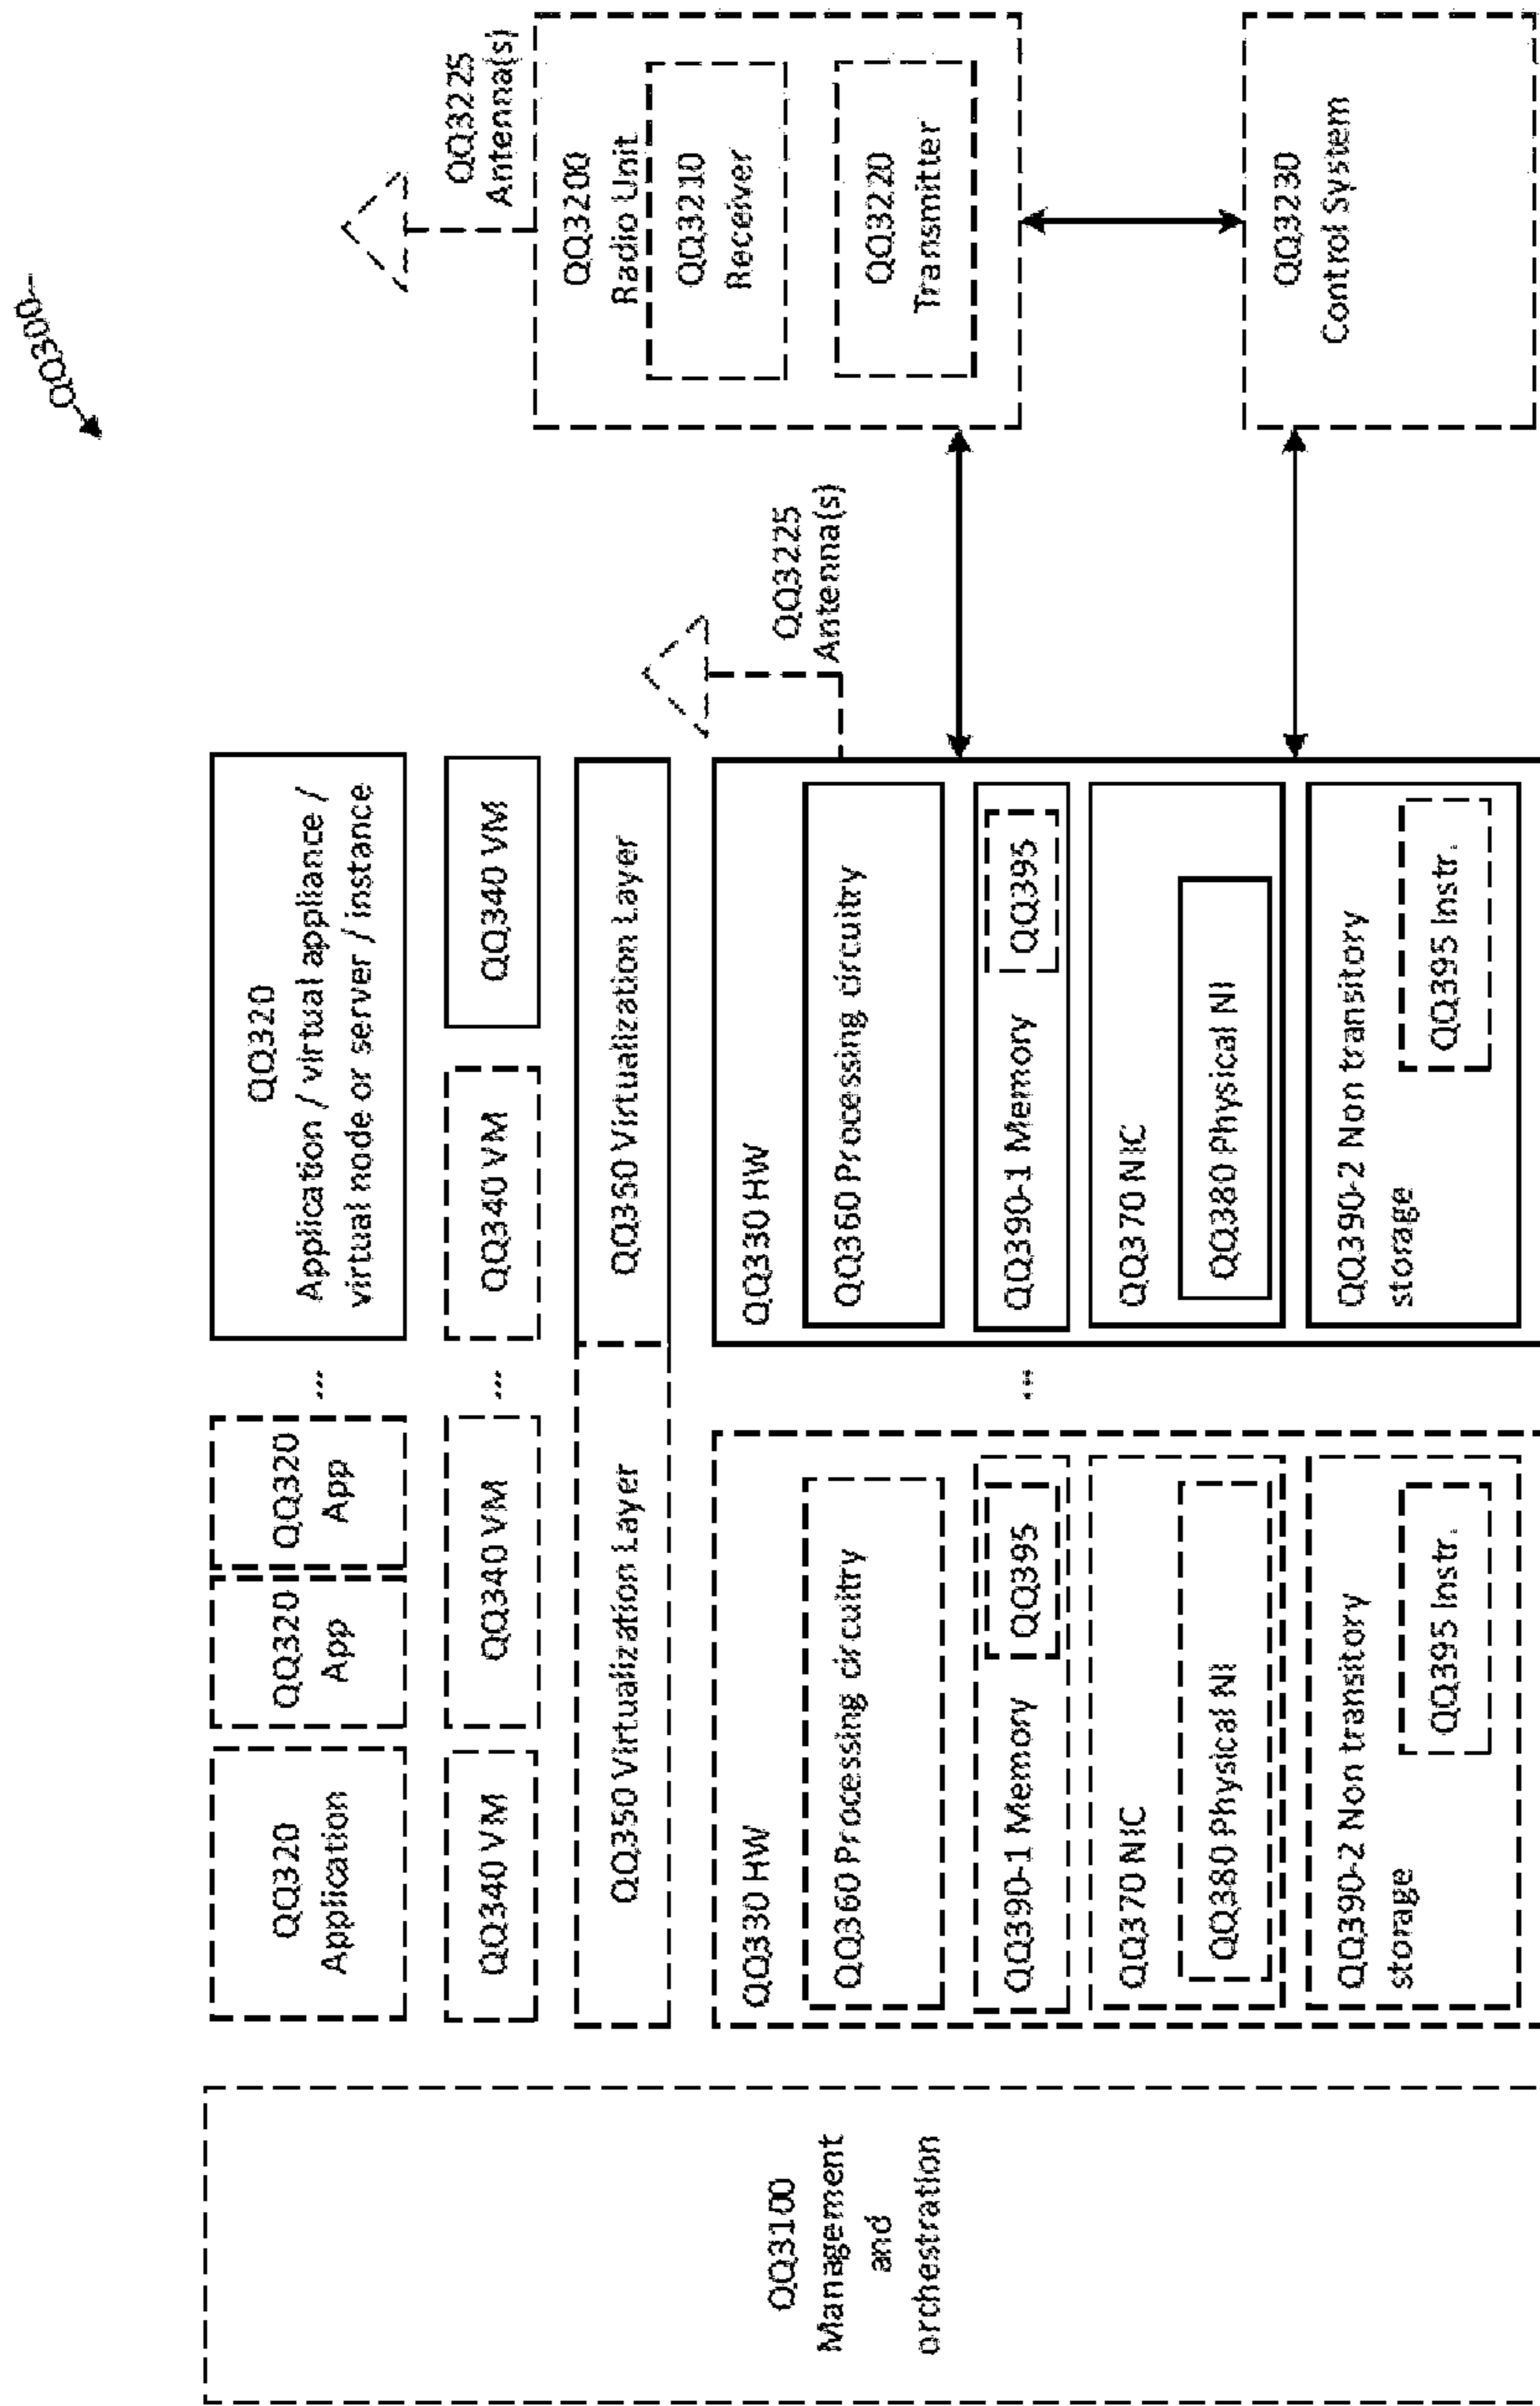 QQ300
QQ3100
Management
and
orchestration
QQ320
Application
QQ320
App
QQ320
App
...
QQ320
Application / virtual appliance /
virtual node or server / instance
QQ340 VM
QQ340 VM
...
QQ340 VM
QQ340 VM
QQ350 Virtualization Layer
QQ350 Virtualization Layer
QQ330 HW
QQ360 Processing circuitry
QQ390-1 Memory
QQ395
QQ370 NIC
QQ380 Physical NI
QQ390-2 Non transitory
storage
QQ395 Instr.
...
QQ330 HW
QQ360 Processing circuitry
QQ390-1 Memory
QQ395
QQ370 NIC
QQ380 Physical NI
QQ390-2 Non transitory
storage
QQ395 Instr.
QQ3225
Antenna(s)
QQ3225
Antenna(s)
QQ3200
Radio Unit
QQ3210
Receiver
QQ3220
Transmitter
QQ3230
Control System